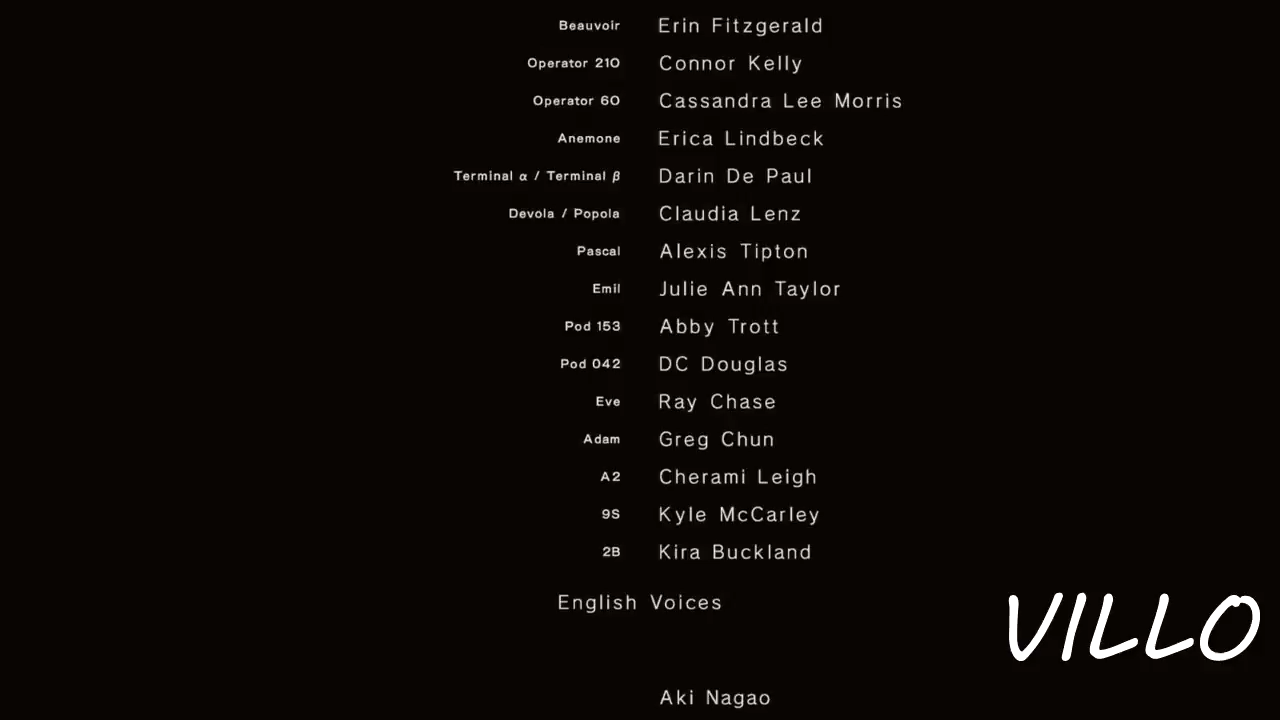 Beauvoir Erin Fitzgerald
Operator 21O Connor Kelly
Operator 6O Cassandra Lee Morris
Anemone Erica Lindbeck
Terminal α / Terminal β Darin De Paul
Devola / Popola Claudia Lenz
Pascal Alexis Tipton
Emil Julie Ann Taylor
Pod 153 Abby Trott
Pod 042 DC Douglas
Eve Ray Chase
Adam Greg Chun
A2 Cherami Leigh
9S Kyle McCarley
2B Kira Buckland
English Voices
VILLO
Aki Nagao